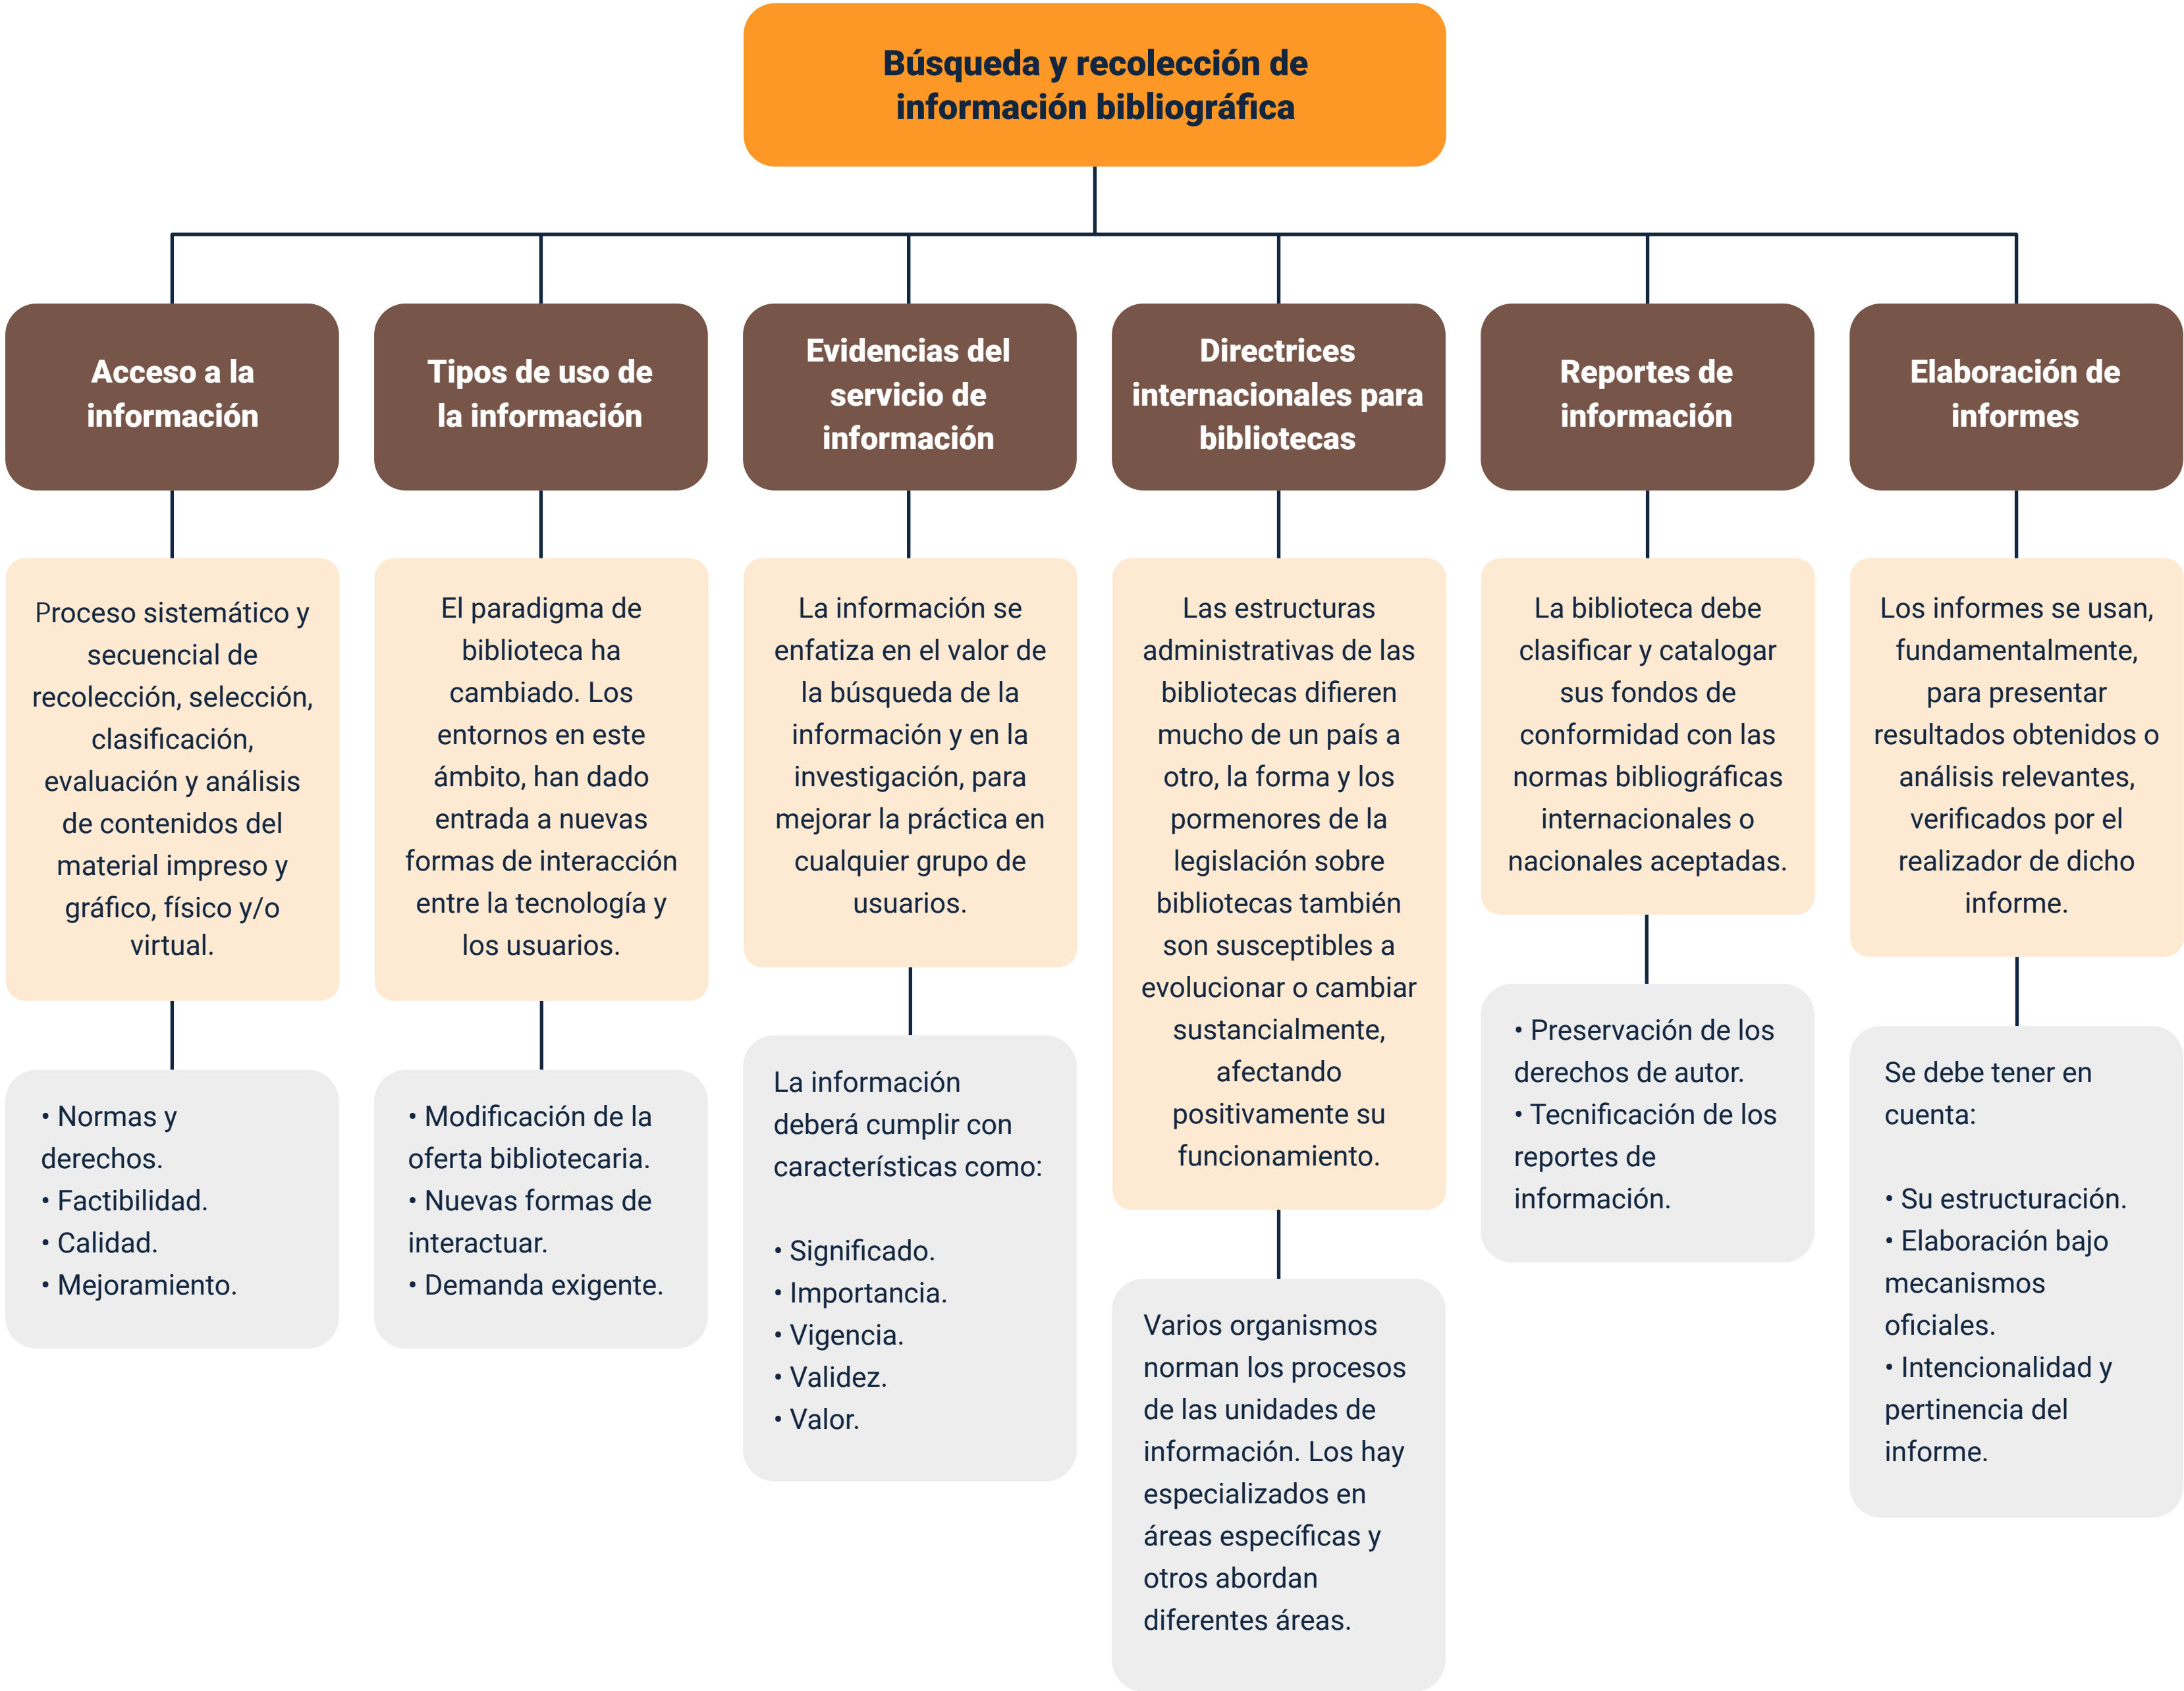 Búsqueda y recolección de
información bibliográfica
Acceso a la
información
Proceso sistemático y
secuencial de
recolección, selección,
clasificación,
evaluación y análisis
de contenidos del
material impreso y
gráfico, físico y/o
virtual.
• Normas y
derechos.
• Factibilidad.
• Calidad.
• Mejoramiento.
Tipos de uso de
la información
El paradigma de
biblioteca ha
cambiado. Los
entornos en este
ámbito, han dado
entrada a nuevas
formas de interacción
entre la tecnología y
los usuarios.
• Modificación de la
oferta bibliotecaria.
• Nuevas formas de
interactuar.
• Demanda exigente.
Evidencias del
servicio de
información
La información se
enfatiza en el valor de
la búsqueda de la
información y en la
investigación, para
mejorar la práctica en
cualquier grupo de
usuarios.
La información
deberá cumplir con
características como:
• Significado.
• Importancia.
• Vigencia.
• Validez.
• Valor.
Directrices
internacionales para
bibliotecas
Las estructuras
administrativas de las
bibliotecas difieren
mucho de un país a
otro, la forma y los
pormenores de la
legislación sobre
bibliotecas también
son susceptibles a
evolucionar o cambiar
sustancialmente,
afectando
positivamente su
funcionamiento.
Varios organismos
norman los procesos
de las unidades de
información. Los hay
especializados en
áreas específicas y
otros abordan
diferentes áreas.
Reportes de
información
La biblioteca debe
clasificar y catalogar
sus fondos de
conformidad con las
normas bibliográficas
internacionales o
nacionales aceptadas.
• Preservación de los
derechos de autor.
• Tecnificación de los
reportes de
información.
Elaboración de
informes
Los informes se usan,
fundamentalmente,
para presentar
resultados obtenidos o
análisis relevantes,
verificados por el
realizador de dicho
informe.
Se debe tener en
cuenta:
• Su estructuración.
• Elaboración bajo
mecanismos
oficiales.
• Intencionalidad y
pertinencia del
informe.